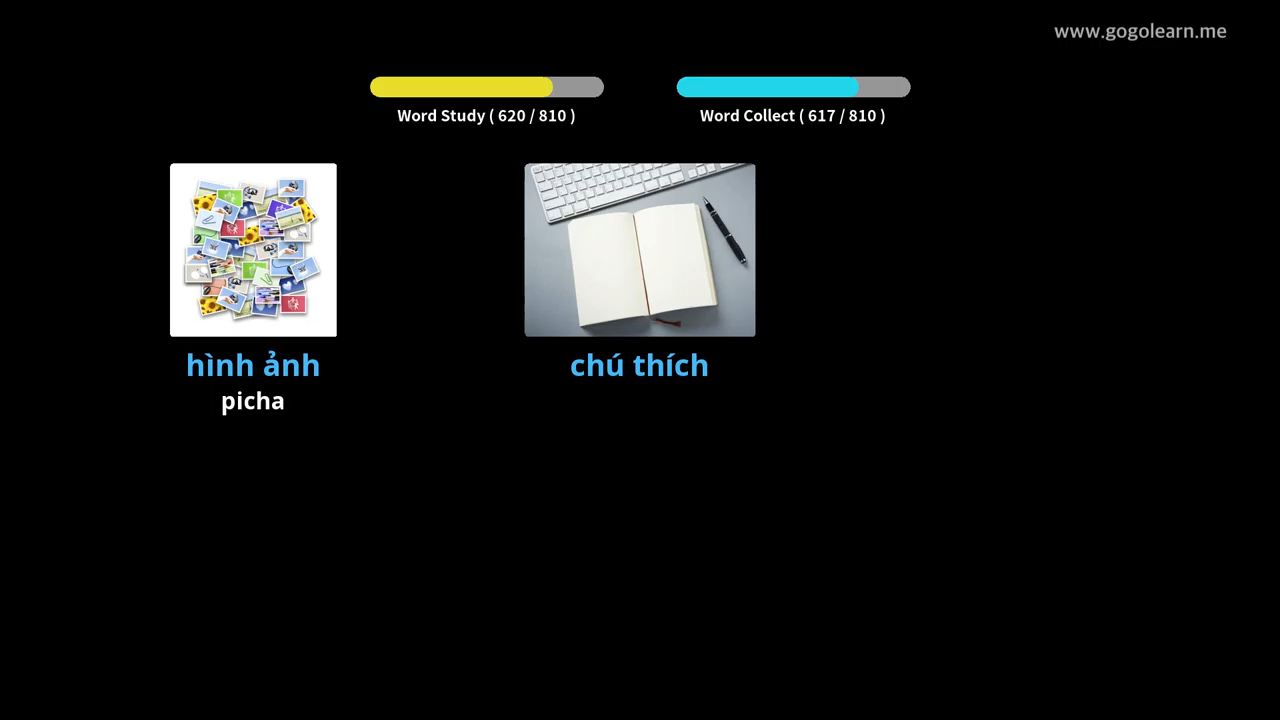 www.gogolearn.me
Word Study ( 620 / 810 )
Word Collect ( 617 / 810 )
hình ảnh
picha
chú thích